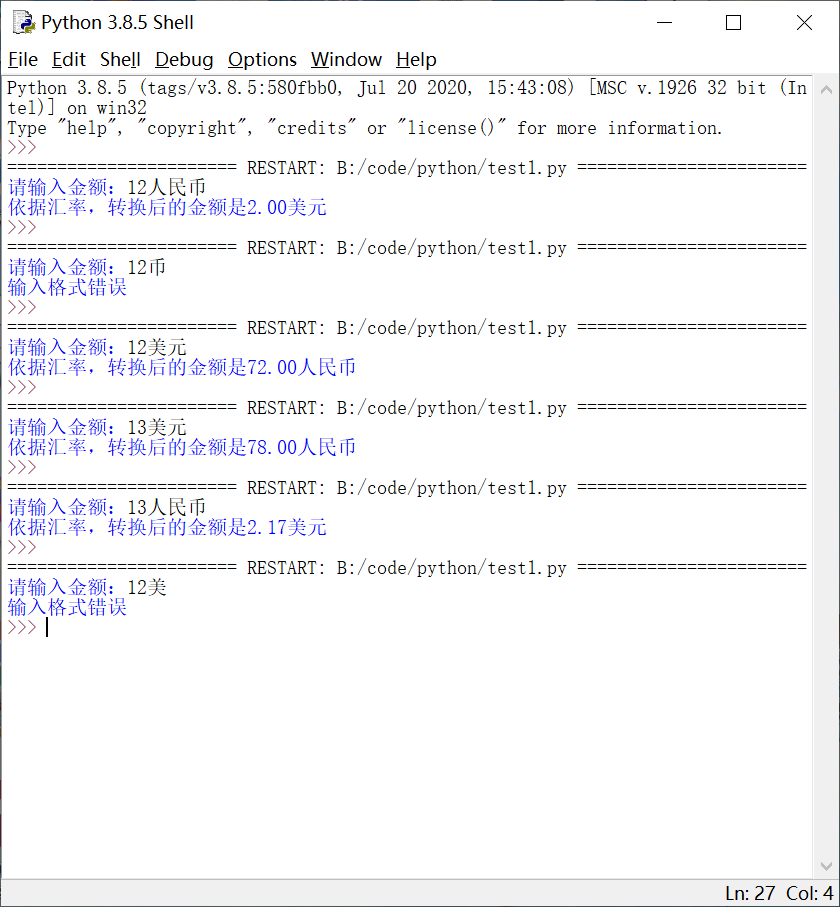 Python 3.8.5 Shell
File Edit Shell Debug Options Window Help
Python 3.8.5 (tags/v3.8.5:580fbb0, Jul 20 2020, 15:43:08) [MSC v.1926 32 bit (In
tel)] on win32
Type "help", "copyright", "credits" or "license()" for more information.
>>>
======================= RESTART: B:/code/python/test1.py =======================
请输入金额：12人民币
依据汇率，转换后的金额是2.00美元
>>>
======================= RESTART: B:/code/python/test1.py =======================
请输入金额：12币
输入格式错误
>>>
======================= RESTART: B:/code/python/test1.py =======================
请输入金额：12美元
依据汇率，转换后的金额是72.00人民币
>>>
======================= RESTART: B:/code/python/test1.py =======================
请输入金额：13美元
依据汇率，转换后的金额是78.00人民币
>>>
======================= RESTART: B:/code/python/test1.py =======================
请输入金额：13人民币
依据汇率，转换后的金额是2.17美元
>>>
======================= RESTART: B:/code/python/test1.py =======================
请输入金额：12美
输入格式错误
>>>
Ln: 27 Col: 4